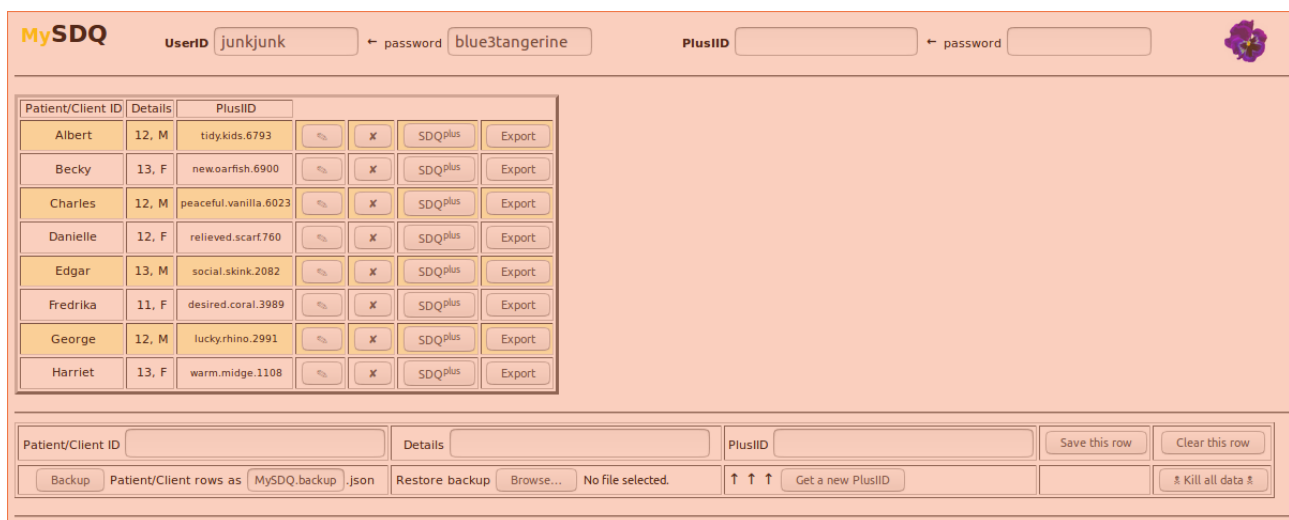 MySDQ UserID junkjunk ← password blue3tangerine PlusIID ← password
Patient/Client ID Details PlusIID
Albert 12, M tidy.kids.6793 ✎ ✘ SDQplus Export
Becky 13, F new.oarfish.6900 ✎ ✘ SDQplus Export
Charles 12, M peaceful.vanilla.6023 ✎ ✘ SDQplus Export
Danielle 12, F relieved.scarf.760 ✎ ✘ SDQplus Export
Edgar 13, M social.skink.2082 ✎ ✘ SDQplus Export
Fredrika 11, F desired.coral.3989 ✎ ✘ SDQplus Export
George 12, M lucky.rhino.2991 ✎ ✘ SDQplus Export
Harriet 13, F warm.midge.1108 ✎ ✘ SDQplus Export
Patient/Client ID Details PlusIID Save this row Clear this row
Backup Patient/Client rows as MySDQ.backup .json Restore backup Browse... No file selected. ↑ ↑ ↑ Get a new PlusIID ☠ Kill all data ☠